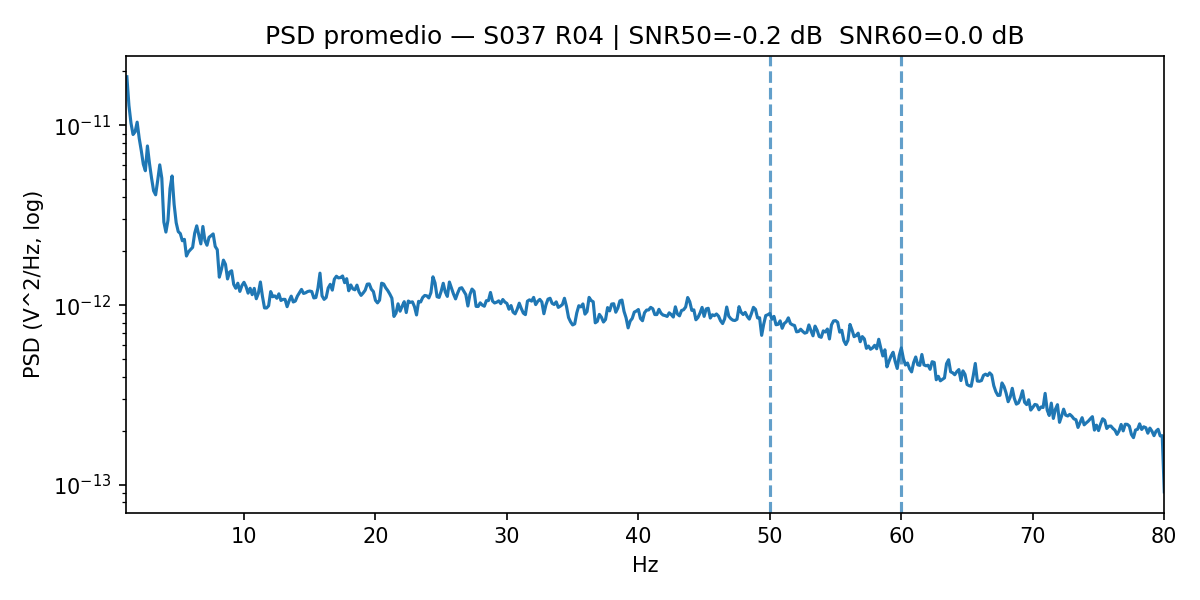 PSD promedio — S037 R04 | SNR50=-0.2 dB  SNR60=0.0 dB
PSD (V^2/Hz, log)
10⁻¹¹
10⁻¹²
10⁻¹³
10 20 30 40 50 60 70 80
Hz